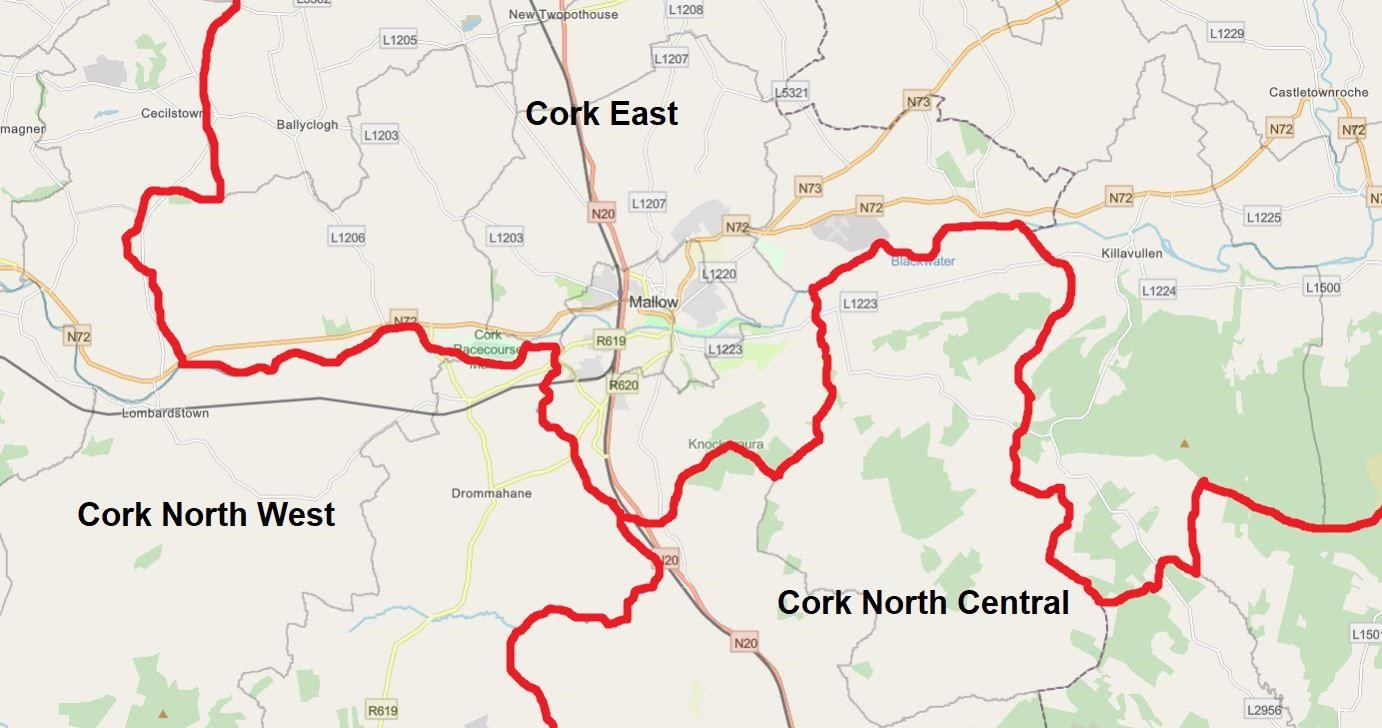 L5302
New Twopothouse
L1208
L1205
L1229
L1207
L5321
N73
Castletownroche
Cecilstown
Cork East
magner
Ballyclogh
L1203
N72
N72
N73
N72
N72
L1207
N20
L1225
N72
L1206
L1203
Blackwater
Killavullen
L1220
L1224
L1500
Mallow
L1223
N72
N72
Cork
Racecourse
R619
L1223
R620
Lombardstown
Drommahane
Cork North West
N20
Cork North Central
L1501
N20
R619
L2956